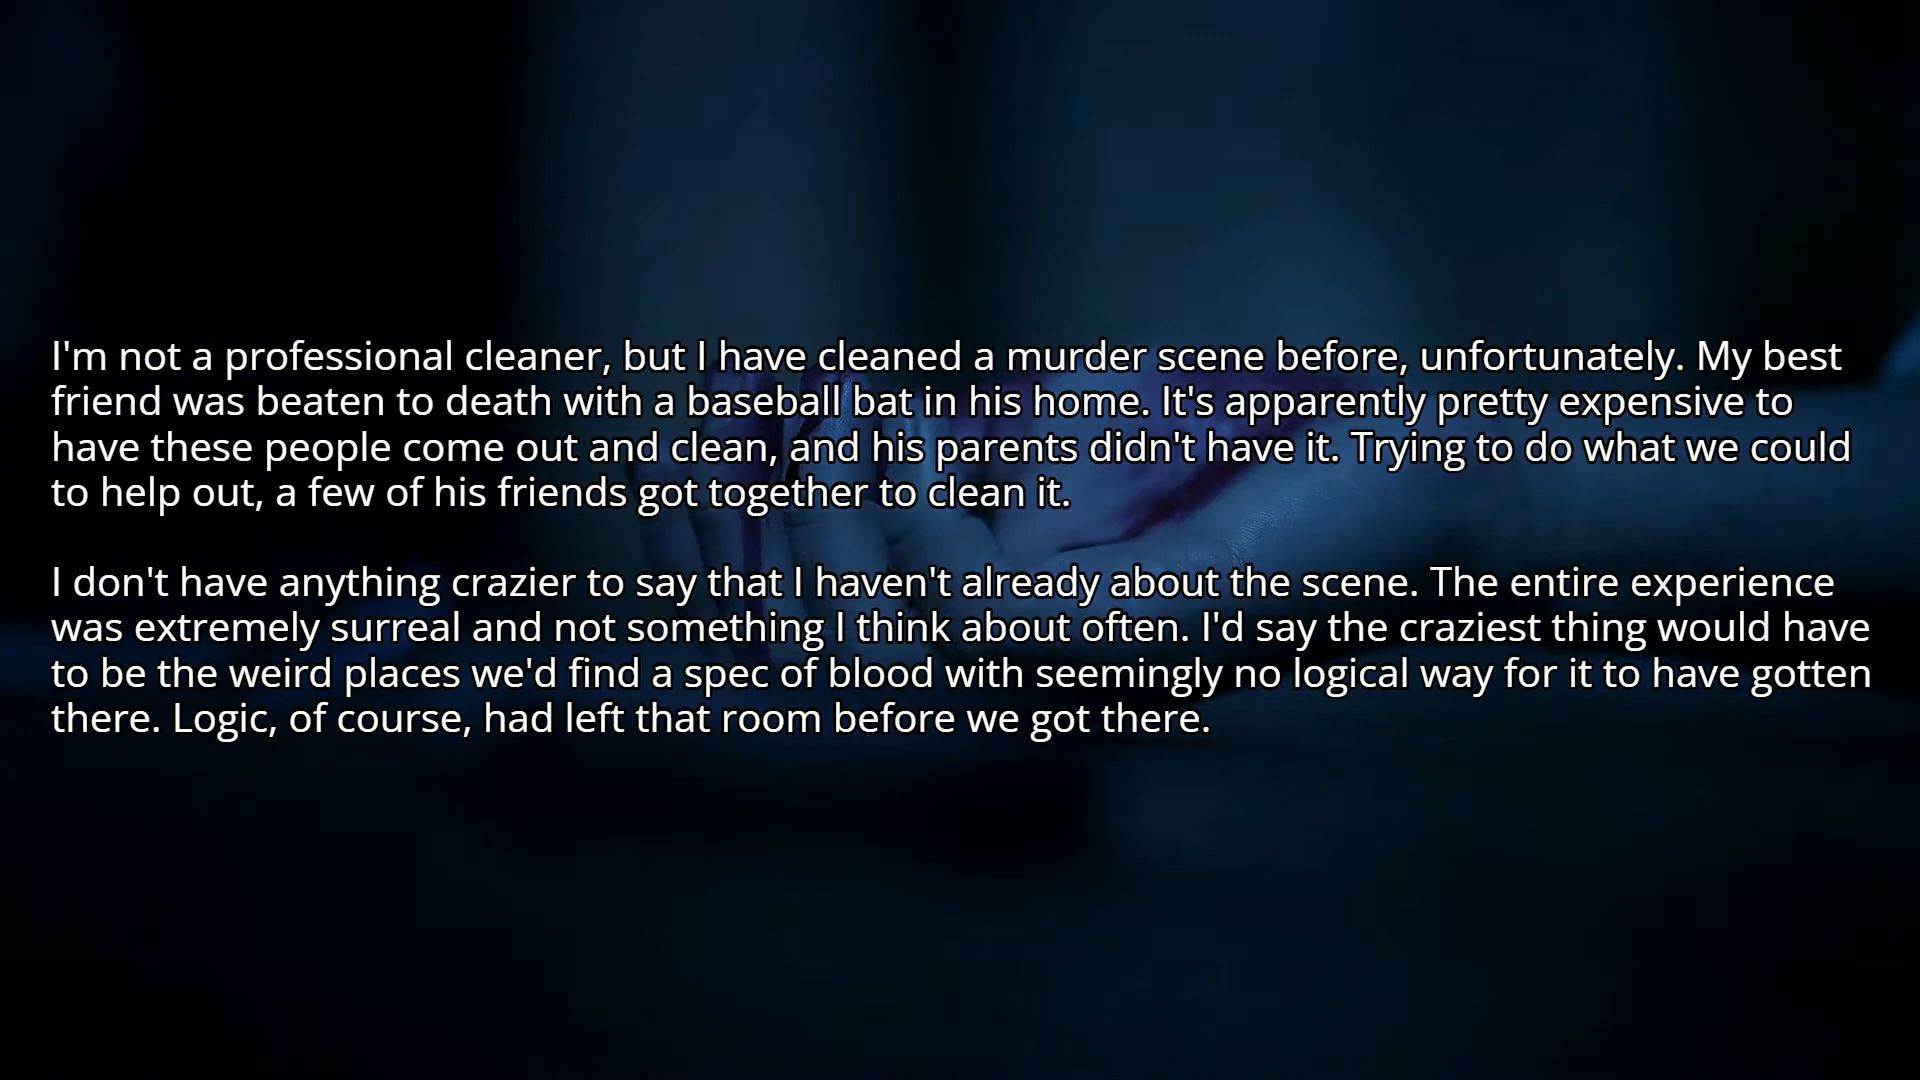 I'm not a professional cleaner, but I have cleaned a murder scene before, unfortunately. My best
friend was beaten to death with a baseball bat in his home. It's apparently pretty expensive to
have these people come out and clean, and his parents didn't have it. Trying to do what we could
to help out, a few of his friends got together to clean it.
I don't have anything crazier to say that I haven't already about the scene. The entire experience
was extremely surreal and not something I think about often. I'd say the craziest thing would have
to be the weird places we'd find a spec of blood with seemingly no logical way for it to have gotten
there. Logic, of course, had left that room before we got there.